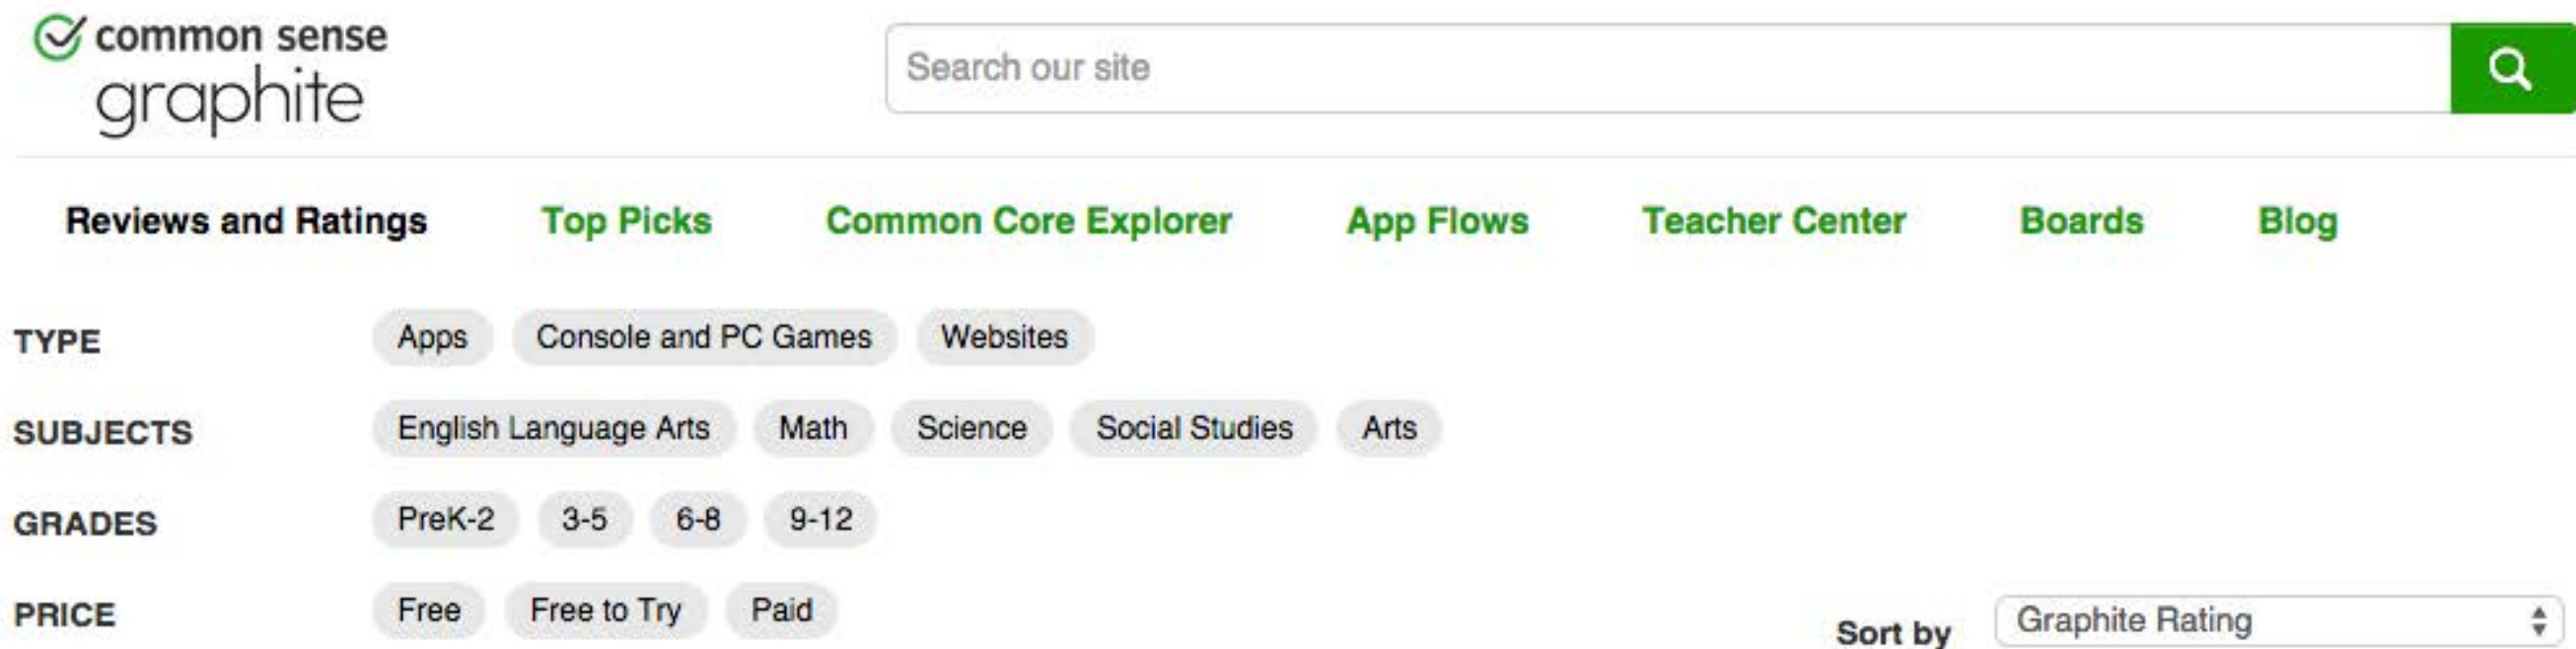 common sense
graphite
Search our site
Reviews and Ratings Top Picks Common Core Explorer App Flows Teacher Center Boards Blog
TYPE Apps Console and PC Games Websites
SUBJECTS English Language Arts Math Science Social Studies Arts
GRADES PreK-2 3-5 6-8 9-12
PRICE Free Free to Try Paid Sort by Graphite Rating